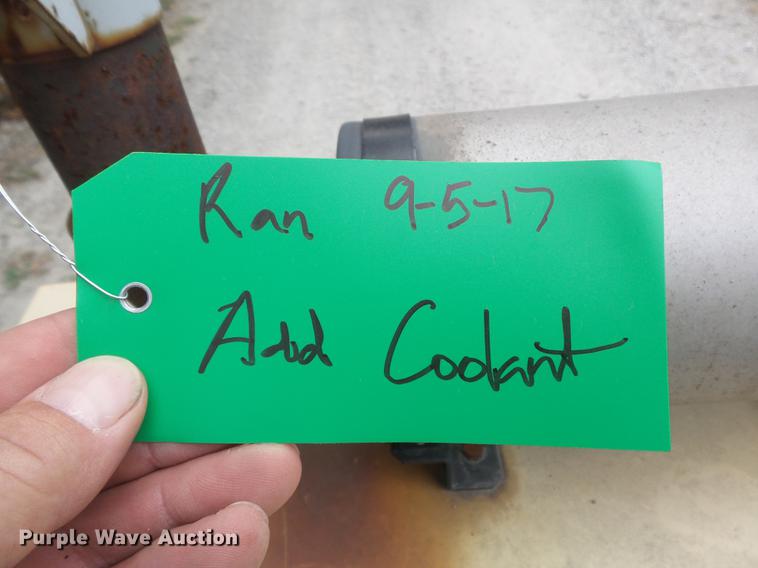 Ran 9-5-17
Add Coolant
Purple Wave Auction